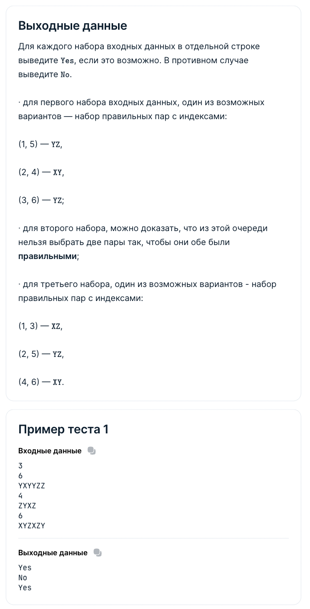 Выходные данные
Для каждого набора входных данных в отдельной строке
выведите Yes, если это возможно. В противном случае
выведите No.
· для первого набора входных данных, один из возможных
вариантов — набор правильных пар с индексами:
(1, 5) — YZ,
(2, 4) — XY,
(3, 6) — YZ;
· для второго набора, можно доказать, что из этой очереди
нельзя выбрать две пары так, чтобы они обе были
правильными;
· для третьего набора, один из возможных вариантов - набор
правильных пар с индексами:
(1, 3) — XZ,
(2, 5) — YZ,
(4, 6) — XY.
Пример теста 1
Входные данные
3
6
YXYYZZ
4
ZYXZ
6
XYZXZY
Выходные данные
Yes
No
Yes